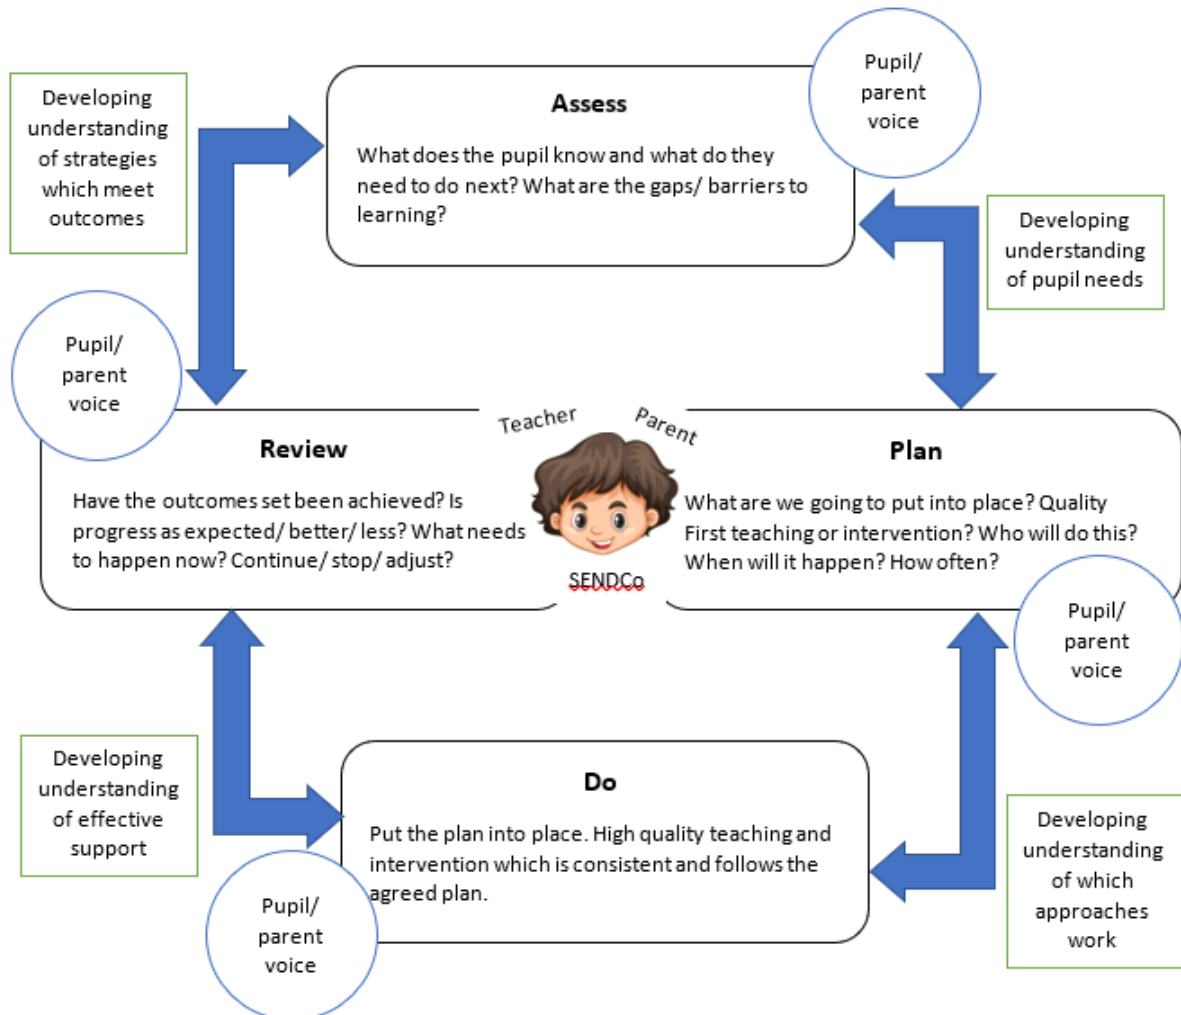 Pupil/
parent
voice
Developing
understanding
of strategies
which meet
outcomes
Assess
What does the pupil know and what do they
need to do next? What are the gaps/ barriers to
learning?
Developing
understanding
of pupil needs
Pupil/
parent
voice
Teacher
Parent
Review
Have the outcomes set been achieved? Is
progress as expected/ better/ less? What needs
to happen now? Continue/ stop/ adjust?
SENDCo
Plan
What are we going to put into place? Quality
First teaching or intervention? Who will do this?
When will it happen? How often?
Pupil/
parent
voice
Developing
understanding
of effective
support
Do
Put the plan into place. High quality teaching and
intervention which is consistent and follows the
agreed plan.
Developing
understanding
of which
approaches
work
Pupil/
parent
voice